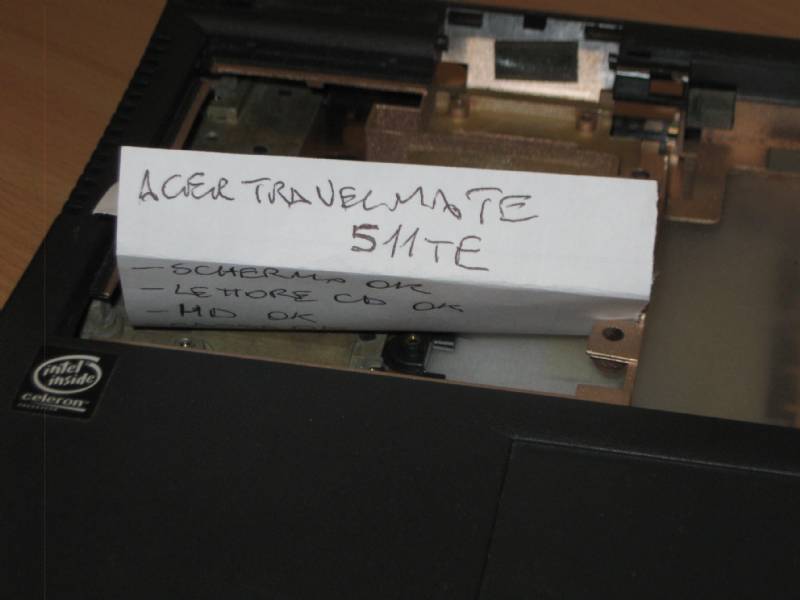 ACER TRAVELMATE
511TE
- SCHERMO OK
- LETTORE CD OK
- HD OK
intel
inside
celeron